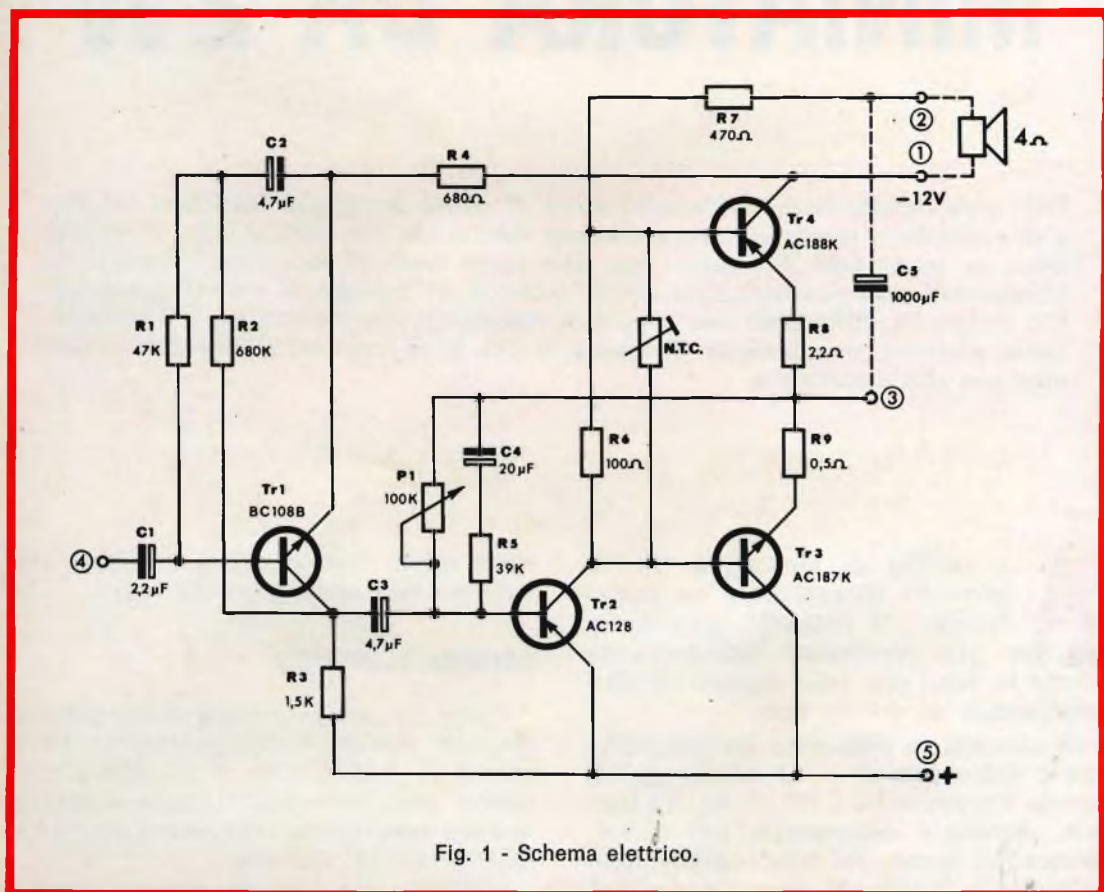 R7
470Ω
②
4Ω
①
−12V
C2
4,7µF
R4
680Ω
Tr4
AC188K
C5
1000µF
R1
47K
R2
680K
N.T.C.
R8
2,2Ω
③
C4
20µF
R6
100Ω
R9
0,5Ω
P1
100K
Tr1
BC108B
④
C1
2,2µF
R5
39K
C3
4,7µF
Tr2
AC128
Tr3
AC187K
R3
1,5K
⑤
+
Fig. 1 - Schema elettrico.